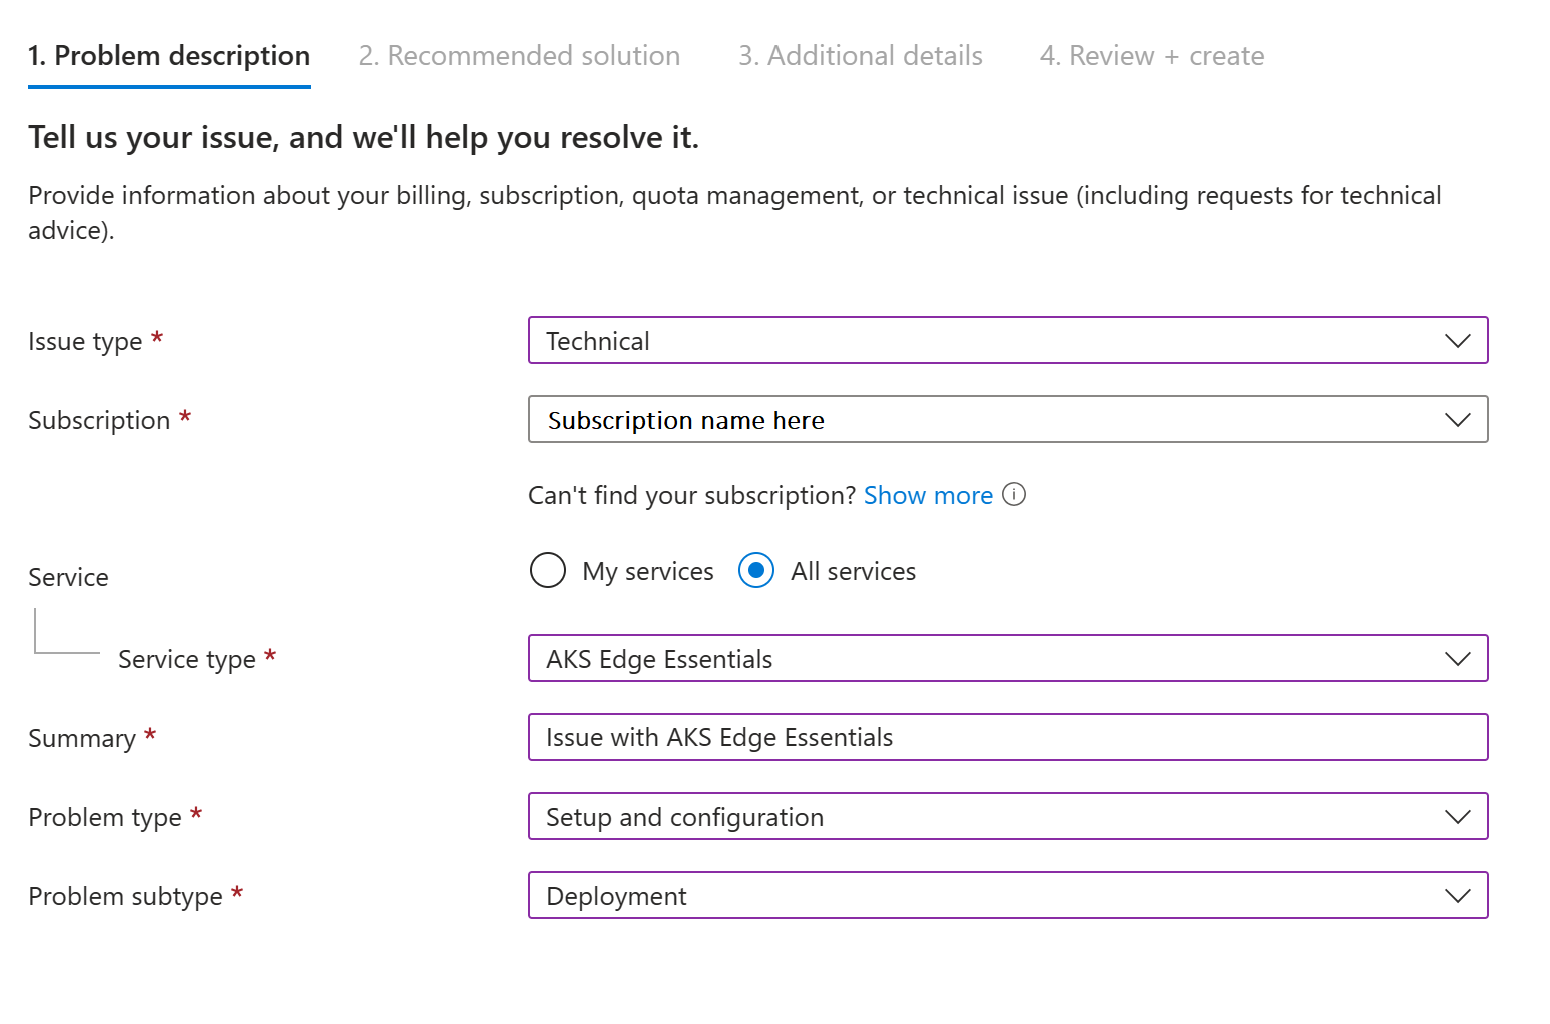 1. Problem description 2. Recommended solution 3. Additional details 4. Review + create
Tell us your issue, and we'll help you resolve it.
Provide information about your billing, subscription, quota management, or technical issue (including requests for technical
advice).
Issue type * Technical
Subscription * Subscription name here
Can't find your subscription? Show more
Service My services All services
Service type * AKS Edge Essentials
Summary * Issue with AKS Edge Essentials
Problem type * Setup and configuration
Problem subtype * Deployment